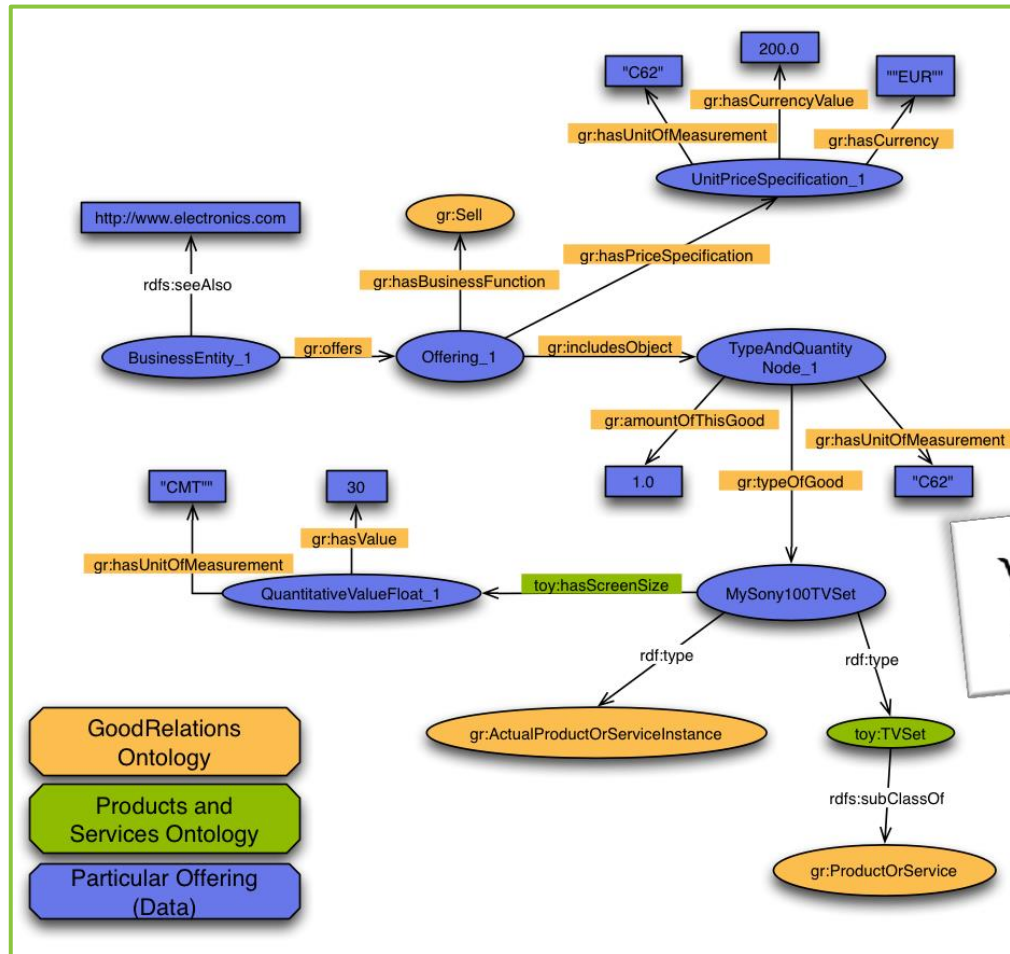 200.0
"C62"
""EUR""
gr:hasCurrencyValue
gr:hasUnitOfMeasurement
gr:hasCurrency
UnitPriceSpecification_1
http://www.electronics.com
gr:Sell
gr:hasPriceSpecification
gr:hasBusinessFunction
rdfs:seeAlso
BusinessEntity_1
gr:offers
Offering_1
gr:includesObject
TypeAndQuantity
Node_1
gr:amountOfThisGood
gr:hasUnitOfMeasurement
1.0
gr:typeOfGood
"C62"
"CMT""
30
gr:hasValue
gr:hasUnitOfMeasurement
QuantitativeValueFloat_1
toy:hasScreenSize
MySony100TVSet
rdf:type
rdf:type
gr:ActualProductOrServiceInstance
toy:TVSet
rdfs:subClassOf
gr:ProductOrService
GoodRelations
Ontology
Products and
Services Ontology
Particular Offering
(Data)